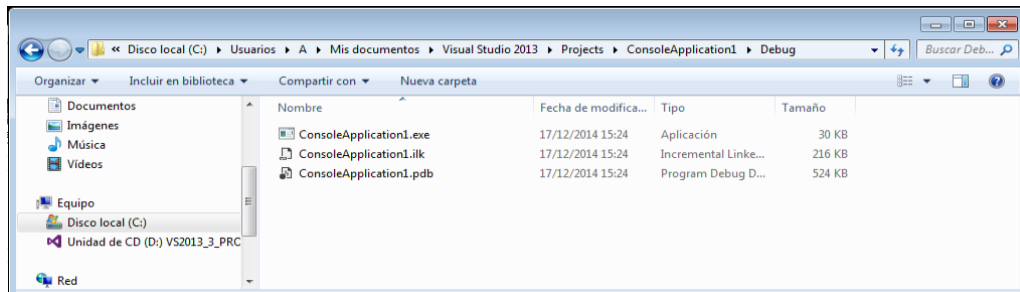 « Disco local (C:) ▸ Usuarios ▸ A ▸ Mis documentos ▸ Visual Studio 2013 ▸ Projects ▸ ConsoleApplication1 ▸ Debug Buscar Deb...
Organizar Incluir en biblioteca Compartir con Nueva carpeta
Documentos
Imágenes
Música
Vídeos
Equipo
Disco local (C:)
Unidad de CD (D:) VS2013_3_PRO
Red
Nombre Fecha de modifica... Tipo Tamaño
ConsoleApplication1.exe 17/12/2014 15:24 Aplicación 30 KB
ConsoleApplication1.ilk 17/12/2014 15:24 Incremental Linke... 216 KB
ConsoleApplication1.pdb 17/12/2014 15:24 Program Debug D... 524 KB